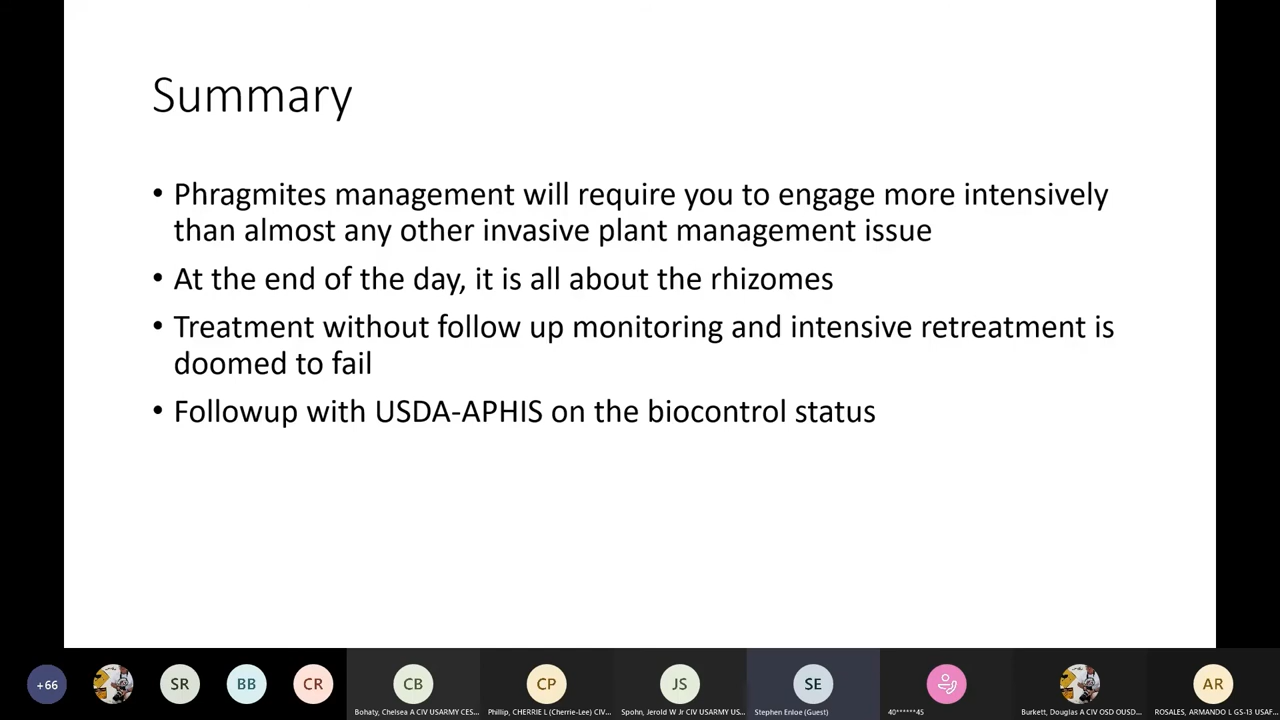 Summary
• Phragmites management will require you to engage more intensively
than almost any other invasive plant management issue
• At the end of the day, it is all about the rhizomes
• Treatment without follow up monitoring and intensive retreatment is
doomed to fail
• Followup with USDA-APHIS on the biocontrol status
+66
SR
BB
CR
CB
CP
JS
SE
AR
Bohaty, Chelsea A CIV USARMY CES...
Phillip, CHERRIE L (Cherrie-Lee) CIV...
Spohn, Jerold W Jr CIV USARMY US...
Stephen Enloe (Guest)
40******45
Burkett, Douglas A CIV OSD OUSD...
ROSALES, ARMANDO L GS-13 USAF...